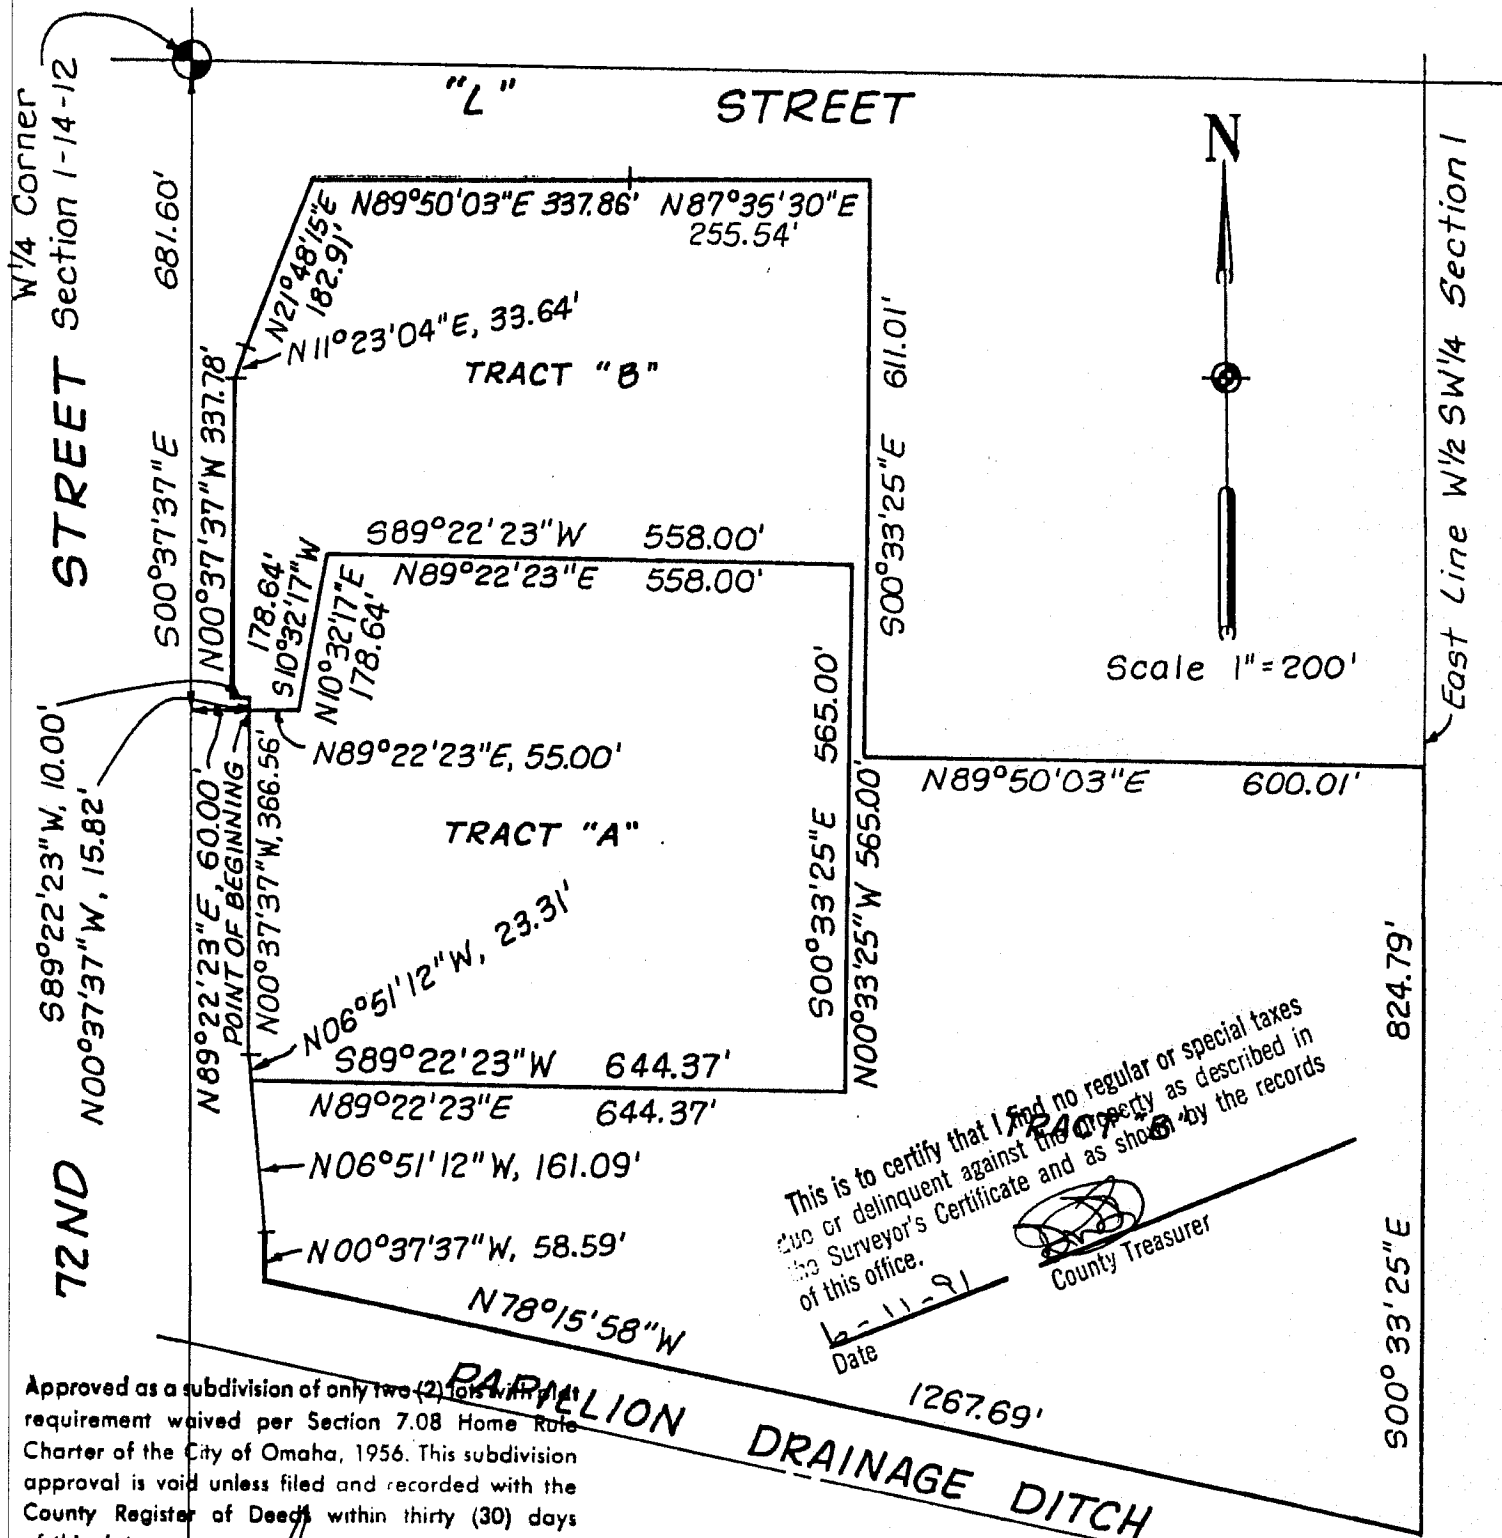 W 1/4 Corner
Section 1-14-12
"L" STREET
N
681.60'
N89°50'03"E 337.86'
N87°35'30"E
255.54'
N21°48'15"E
182.91'
N11°23'04"E, 33.64'
TRACT "B"
611.01'
S00°33'25"E
East Line W1/2 SW1/4 Section 1
Scale 1"=200'
72ND STREET
S00°37'37"E
N00°37'37"W 337.78'
S89°22'23"W 558.00'
N89°22'23"E 558.00'
178.64'
S10°32'17"W
N10°32'17"E
178.64'
S89°22'23"W, 10.00'
N00°37'37"W, 15.82'
N89°22'23"E, 60.00'
POINT OF BEGINNING
N00°37'37"W, 366.56'
N89°22'23"E, 55.00'
TRACT "A"
S00°33'25"E 565.00'
N00°33'25"W 565.00'
N89°50'03"E 600.01'
N06°51'12"W, 23.31'
S89°22'23"W 644.37'
N89°22'23"E 644.37'
N06°51'12"W, 161.09'
N00°37'37"W, 58.59'
N78°15'58"W
1267.69'
824.79'
S00°33'25"E
TRACT "B"
This is to certify that I find no regular or special taxes
due or delinquent against the property as described in
the Surveyor's Certificate and as shown by the records
of this office.
6-11-91
Date
County Treasurer
PAPILLION DRAINAGE DITCH
Approved as a subdivision of only two (2) lots with plat
requirement waived per Section 7.08 Home Rule
Charter of the City of Omaha, 1956. This subdivision
approval is void unless filed and recorded with the
County Register of Deeds within thirty (30) days